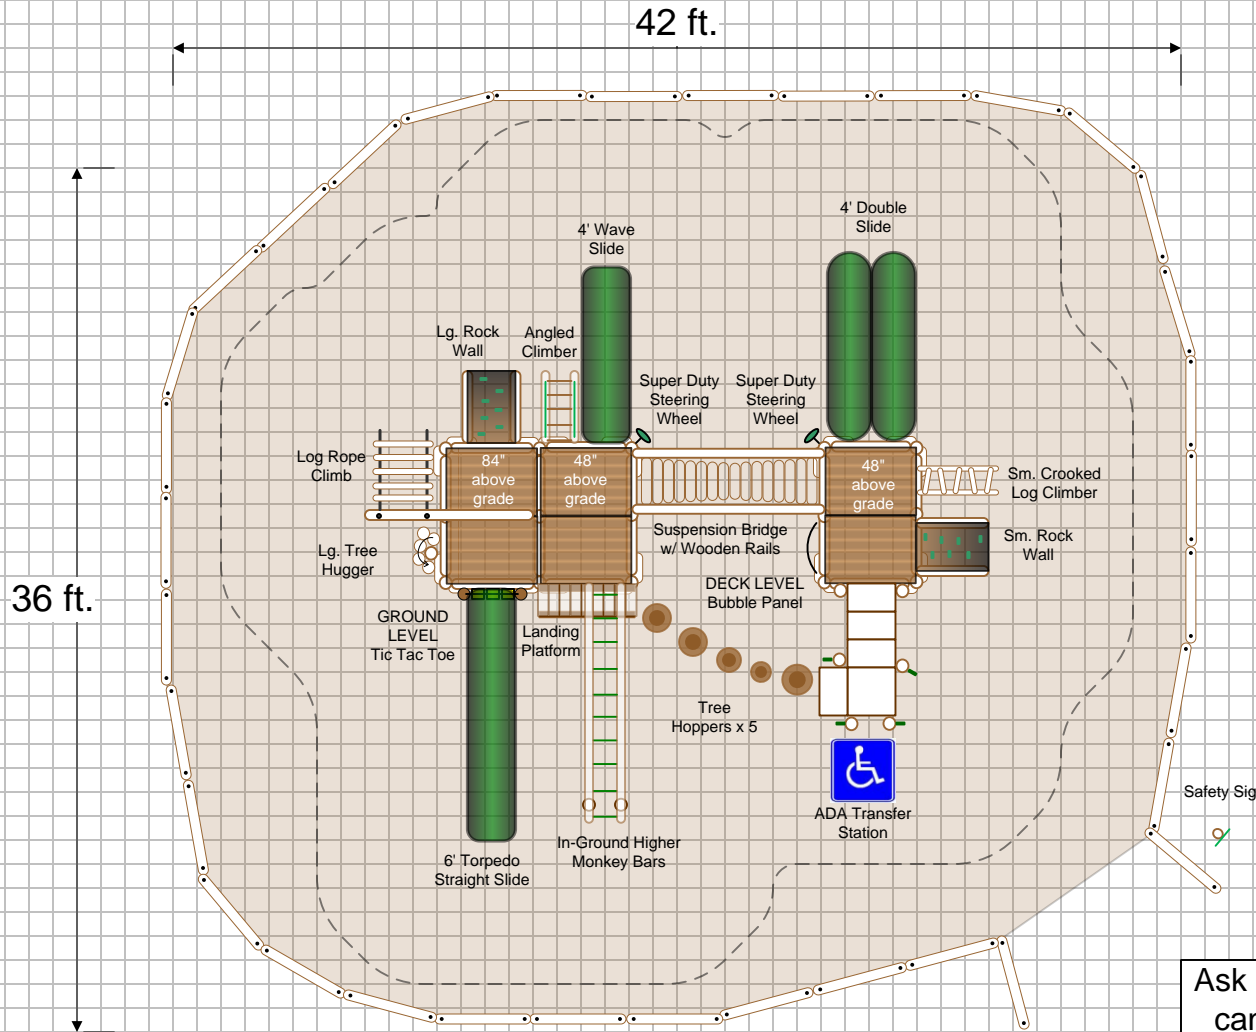 42 ft.
4' Double
Slide
4' Wave
Slide
Lg. Rock
Wall
Angled
Climber
Super Duty
Steering
Wheel
Super Duty
Steering
Wheel
Log Rope
Climb
84"
above
grade
48"
above
grade
48"
above
grade
Sm. Crooked
Log Climber
Suspension Bridge
w/ Wooden Rails
Sm. Rock
Wall
Lg. Tree
Hugger
DECK LEVEL
Bubble Panel
36 ft.
GROUND
LEVEL
Tic Tac Toe
Landing
Platform
Tree
Hoppers x 5
Safety Sig
ADA Transfer
Station
In-Ground Higher
Monkey Bars
6' Torpedo
Straight Slide
Ask
car